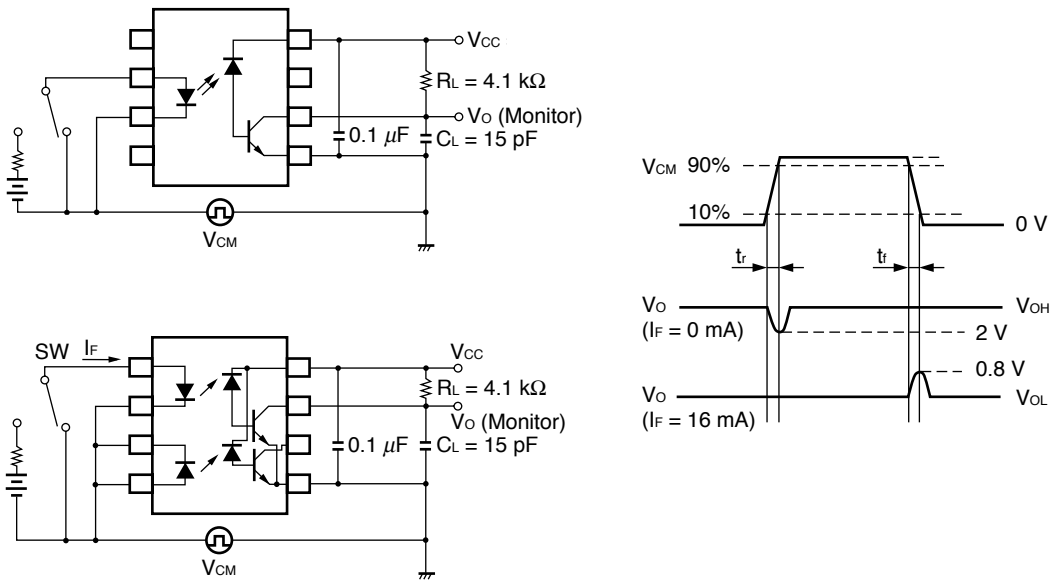 VCC
RL = 4.1 kΩ
VO (Monitor)
0.1 μF
CL = 15 pF
VCM
SW
IF
VCC
RL = 4.1 kΩ
VO (Monitor)
0.1 μF
CL = 15 pF
VCM
VCM 90%
10%
0 V
tr
tf
VO
(IF = 0 mA)
VOH
2 V
0.8 V
VO
(IF = 16 mA)
VOL